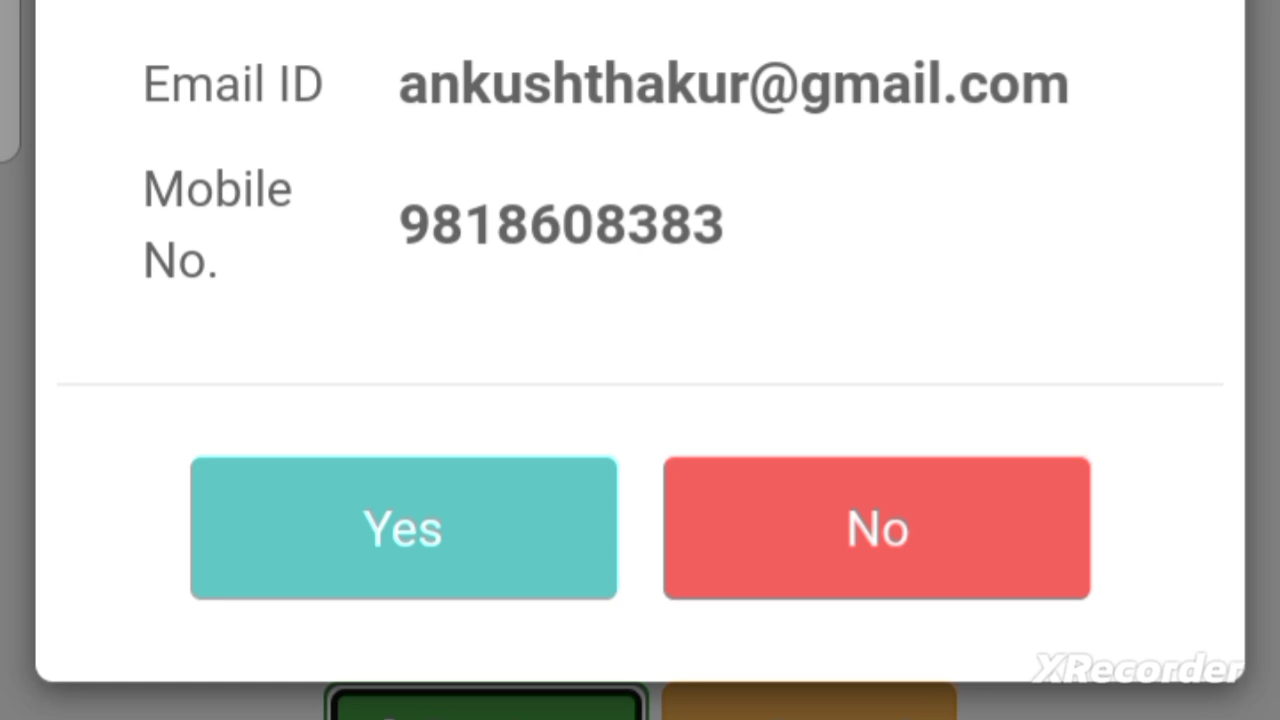 Email ID ankushthakur@gmail.com
Mobile
No. 9818608383
Yes No
XRecorder